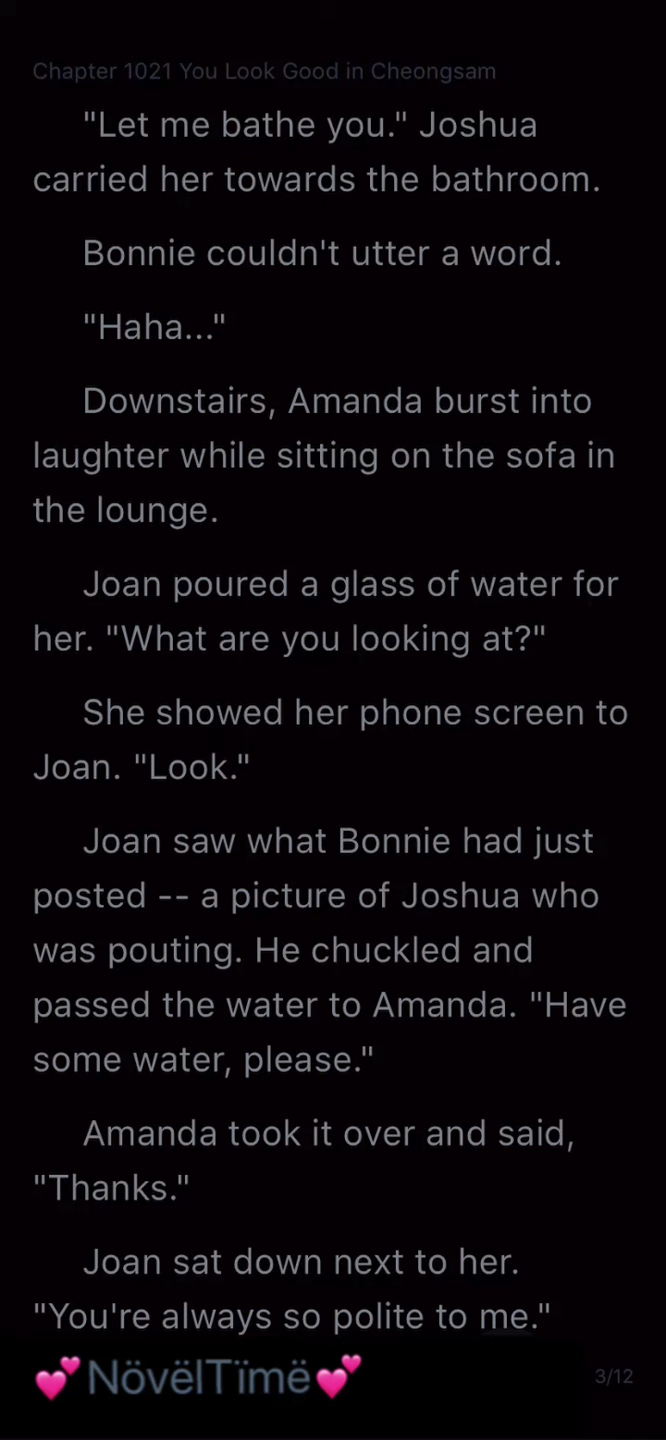 Chapter 1021 You Look Good in Cheongsam
"Let me bathe you." Joshua
carried her towards the bathroom.
Bonnie couldn't utter a word.
"Haha..."
Downstairs, Amanda burst into
laughter while sitting on the sofa in
the lounge.
Joan poured a glass of water for
her. "What are you looking at?"
She showed her phone screen to
Joan. "Look."
Joan saw what Bonnie had just
posted -- a picture of Joshua who
was pouting. He chuckled and
passed the water to Amanda. "Have
some water, please."
Amanda took it over and said,
"Thanks."
Joan sat down next to her.
"You're always so polite to me."
💕NövëlTïmë💕
3/12